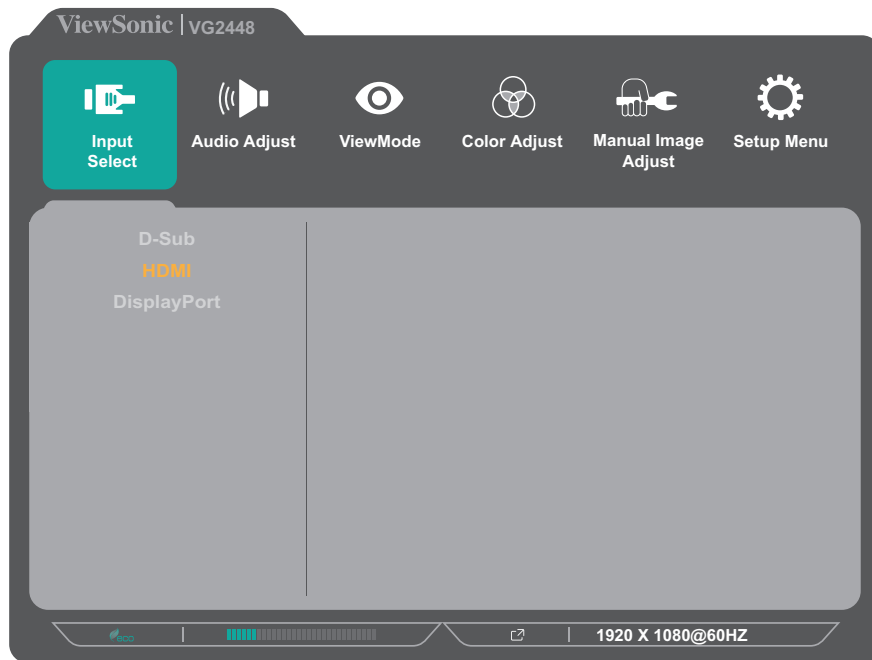 ViewSonic | VG2448
Input
Select
Audio Adjust
ViewMode
Color Adjust
Manual Image
Adjust
Setup Menu
D-Sub
HDMI
DisplayPort
eco
1920 X 1080@60HZ